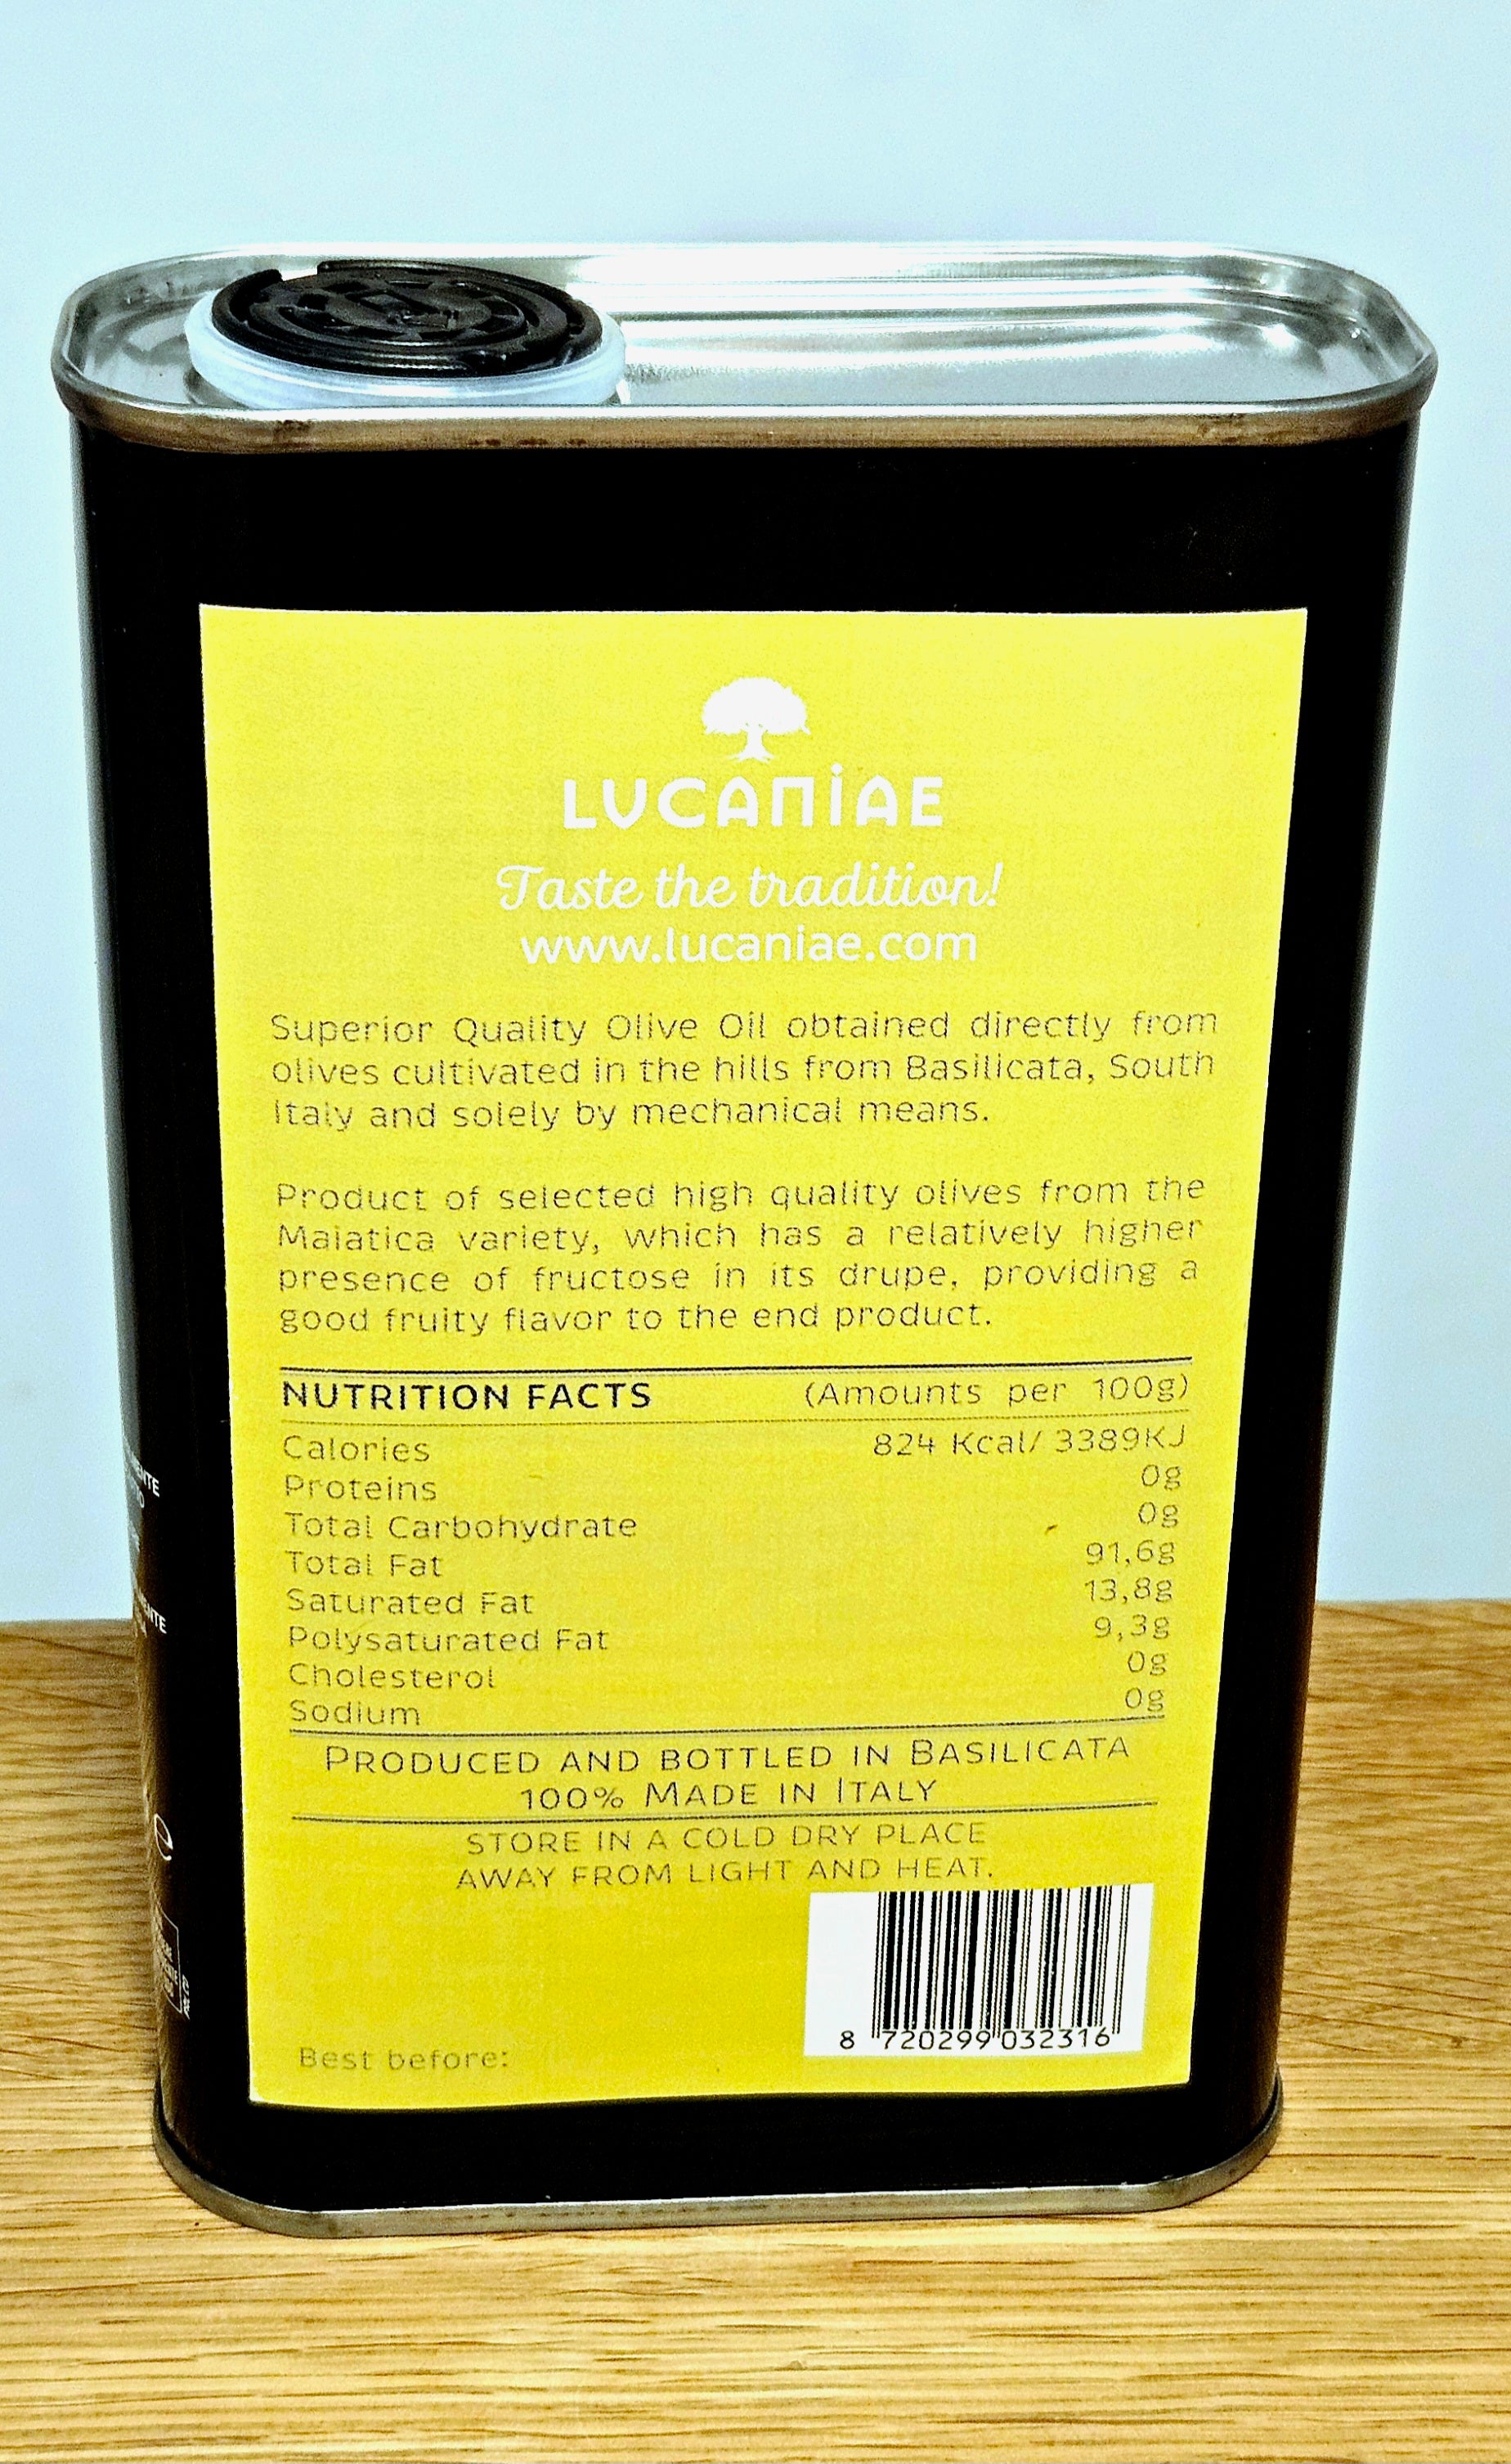 LUCANiAE
Taste the tradition!
www.lucaniae.com
Superior Quality Olive Oil obtained directly from
olives cultivated in the hills from Basilicata, South
Italy and solely by mechanical means.
Product of selected high quality olives from the
Maiatica variety, which has a relatively higher
presence of fructose in its drupe, providing a
good fruity flavor to the end product.
NUTRITION FACTS (Amounts per 100g)
Calories 824 Kcal/ 3389KJ
Proteins 0g
Total Carbohydrate 0g
Total Fat 91,6g
Saturated Fat 13,8g
Polysaturated Fat 9,3g
Cholesterol 0g
Sodium 0g
PRODUCED AND BOTTLED IN BASILICATA
100% MADE IN ITALY
STORE IN A COLD DRY PLACE
AWAY FROM LIGHT AND HEAT.
8 720299 032316
Best before:
℮